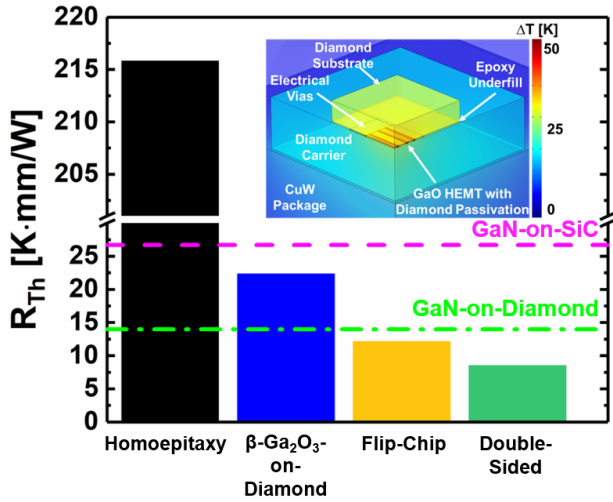 R_Th [K·mm/W]
220
215
210
205
25
20
15
10
5
0
ΔT [K]
50
25
0
Diamond
Substrate
Electrical
Vias
Epoxy
Underfill
Diamond
Carrier
CuW
Package
GaO HEMT with
Diamond Passivation
GaN-on-SiC
GaN-on-Diamond
Homoepitaxy
β-Ga₂O₃-
on-
Diamond
Flip-Chip
Double-
Sided